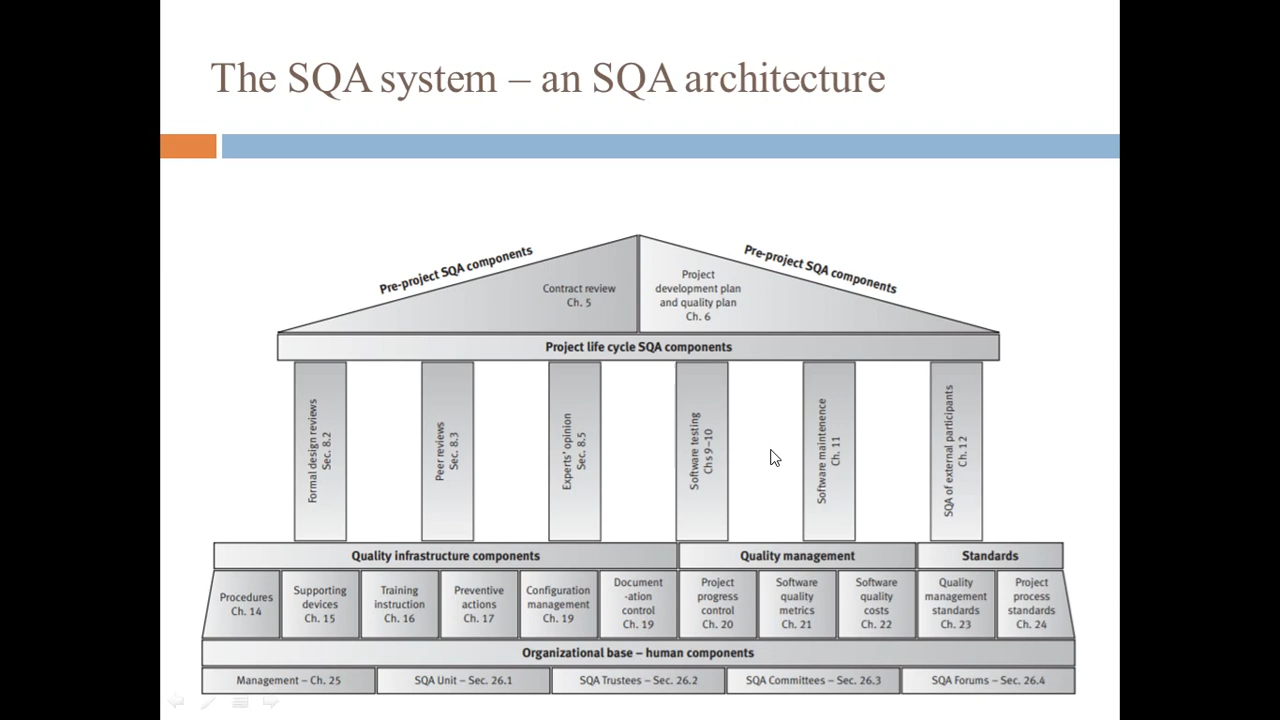 The SQA system – an SQA architecture
Pre-project SQA components
Pre-project SQA components
Contract review
Ch. 5
Project
development plan
and quality plan
Ch. 6
Project life cycle SQA components
Formal design reviews
Sec. 8.2
Peer reviews
Sec. 8.3
Experts' opinion
Sec. 8.5
Software testing
Chs 9–10
Software maintenence
Ch. 11
SQA of external participants
Ch. 12
Quality infrastructure components
Quality management
Standards
Procedures
Ch. 14
Supporting
devices
Ch. 15
Training
instruction
Ch. 16
Preventive
actions
Ch. 17
Configuration
management
Ch. 19
Document
-ation
control
Ch. 19
Project
progress
control
Ch. 20
Software
quality
metrics
Ch. 21
Software
quality
costs
Ch. 22
Quality
management
standards
Ch. 23
Project
process
standards
Ch. 24
Organizational base – human components
Management – Ch. 25
SQA Unit – Sec. 26.1
SQA Trustees – Sec. 26.2
SQA Committees – Sec. 26.3
SQA Forums – Sec. 26.4